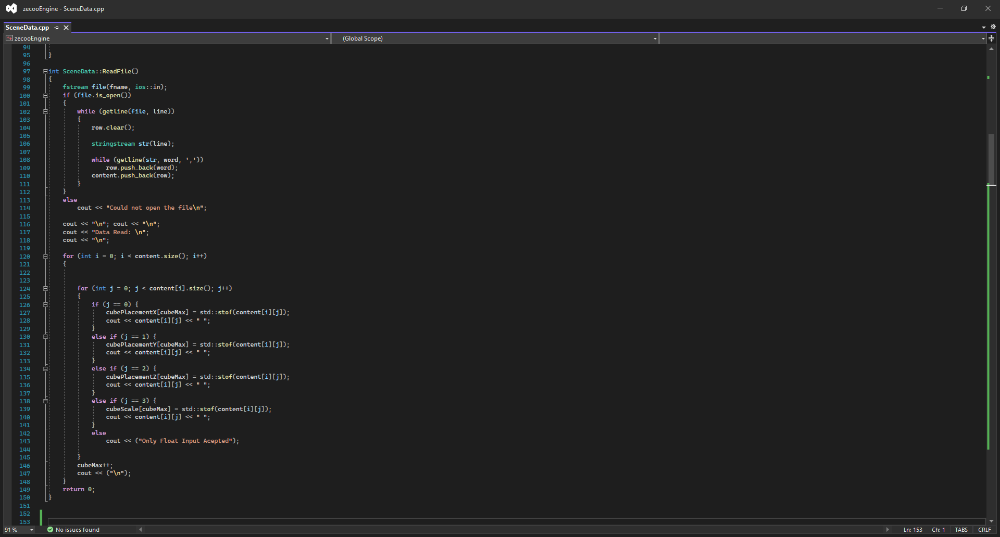 zecooEngine - SceneData.cpp
SceneData.cpp
zecooEngine
(Global Scope)
94
95 }
96
97 int SceneData::ReadFile()
98 {
99 fstream file(fname, ios::in);
100 if (file.is_open())
101 {
102 while (getline(file, line))
103 {
104 row.clear();
105
106 stringstream str(line);
107
108 while (getline(str, word, ','))
109 row.push_back(word);
110 content.push_back(row);
111 }
112 }
113 else
114 cout << "Could not open the file\n";
115
116 cout << "\n"; cout << "\n";
117 cout << "Data Read: \n";
118 cout << "\n";
119
120 for (int i = 0; i < content.size(); i++)
121 {
122
123
124 for (int j = 0; j < content[i].size(); j++)
125 {
126 if (j == 0) {
127 cubePlacementX[cubeMax] = std::stof(content[i][j]);
128 cout << content[i][j] << " ";
129 }
130 else if (j == 1) {
131 cubePlacementY[cubeMax] = std::stof(content[i][j]);
132 cout << content[i][j] << " ";
133 }
134 else if (j == 2) {
135 cubePlacementZ[cubeMax] = std::stof(content[i][j]);
136 cout << content[i][j] << " ";
137 }
138 else if (j == 3) {
139 cubeScale[cubeMax] = std::stof(content[i][j]);
140 cout << content[i][j] << " ";
141 }
142 else
143 cout << ("Only Float Input Acepted");
144
145 }
146 cubeMax++;
147 cout << ("\n");
148 }
149 return 0;
150 }
151
152
153
91 % No issues found Ln: 153 Ch: 1 TABS CRLF